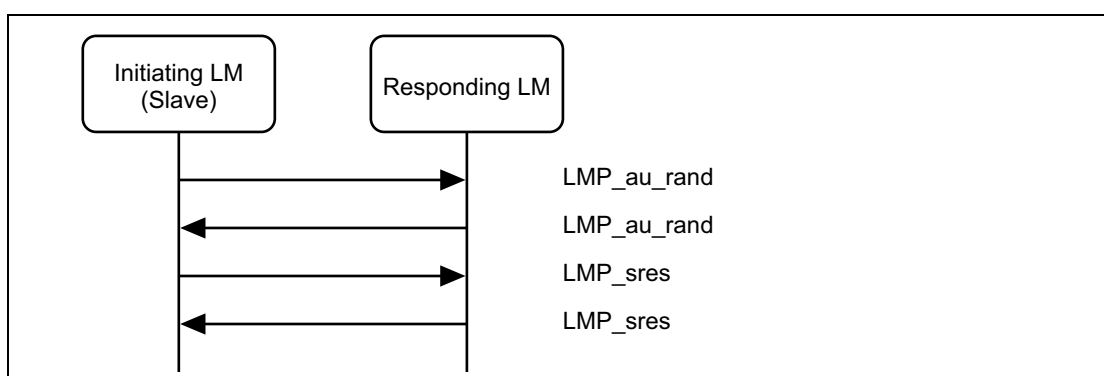 Initiating LM
(Slave)
Responding LM
LMP_au_rand
LMP_au_rand
LMP_sres
LMP_sres